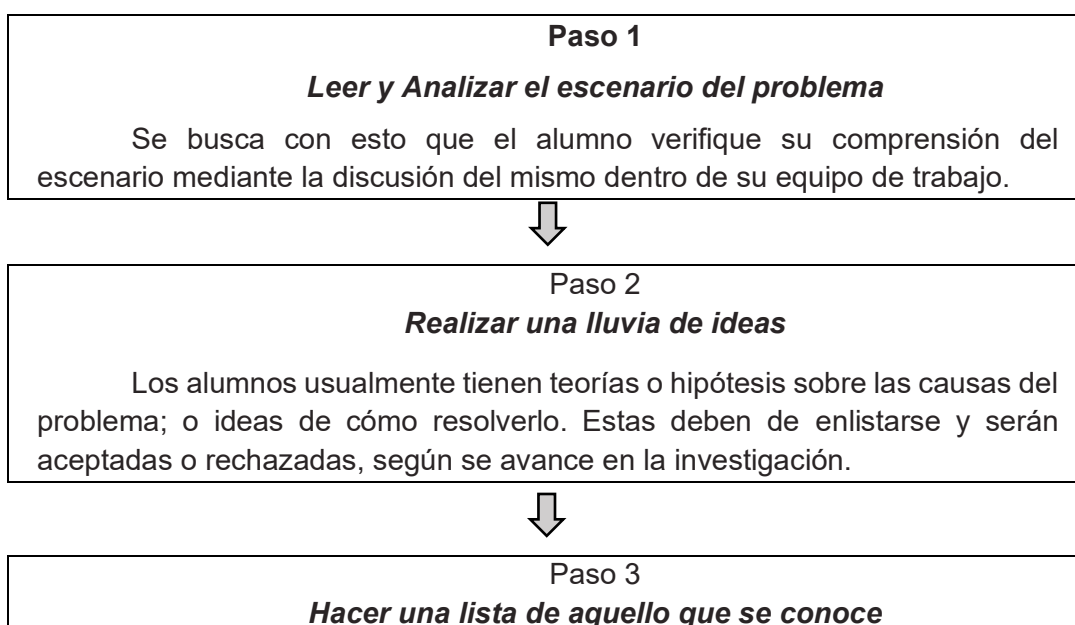 Paso 1
Leer y Analizar el escenario del problema
Se busca con esto que el alumno verifique su comprensión del
escenario mediante la discusión del mismo dentro de su equipo de trabajo.
Paso 2
Realizar una lluvia de ideas
Los alumnos usualmente tienen teorías o hipótesis sobre las causas del
problema; o ideas de cómo resolverlo. Estas deben de enlistarse y serán
aceptadas o rechazadas, según se avance en la investigación.
Paso 3
Hacer una lista de aquello que se conoce